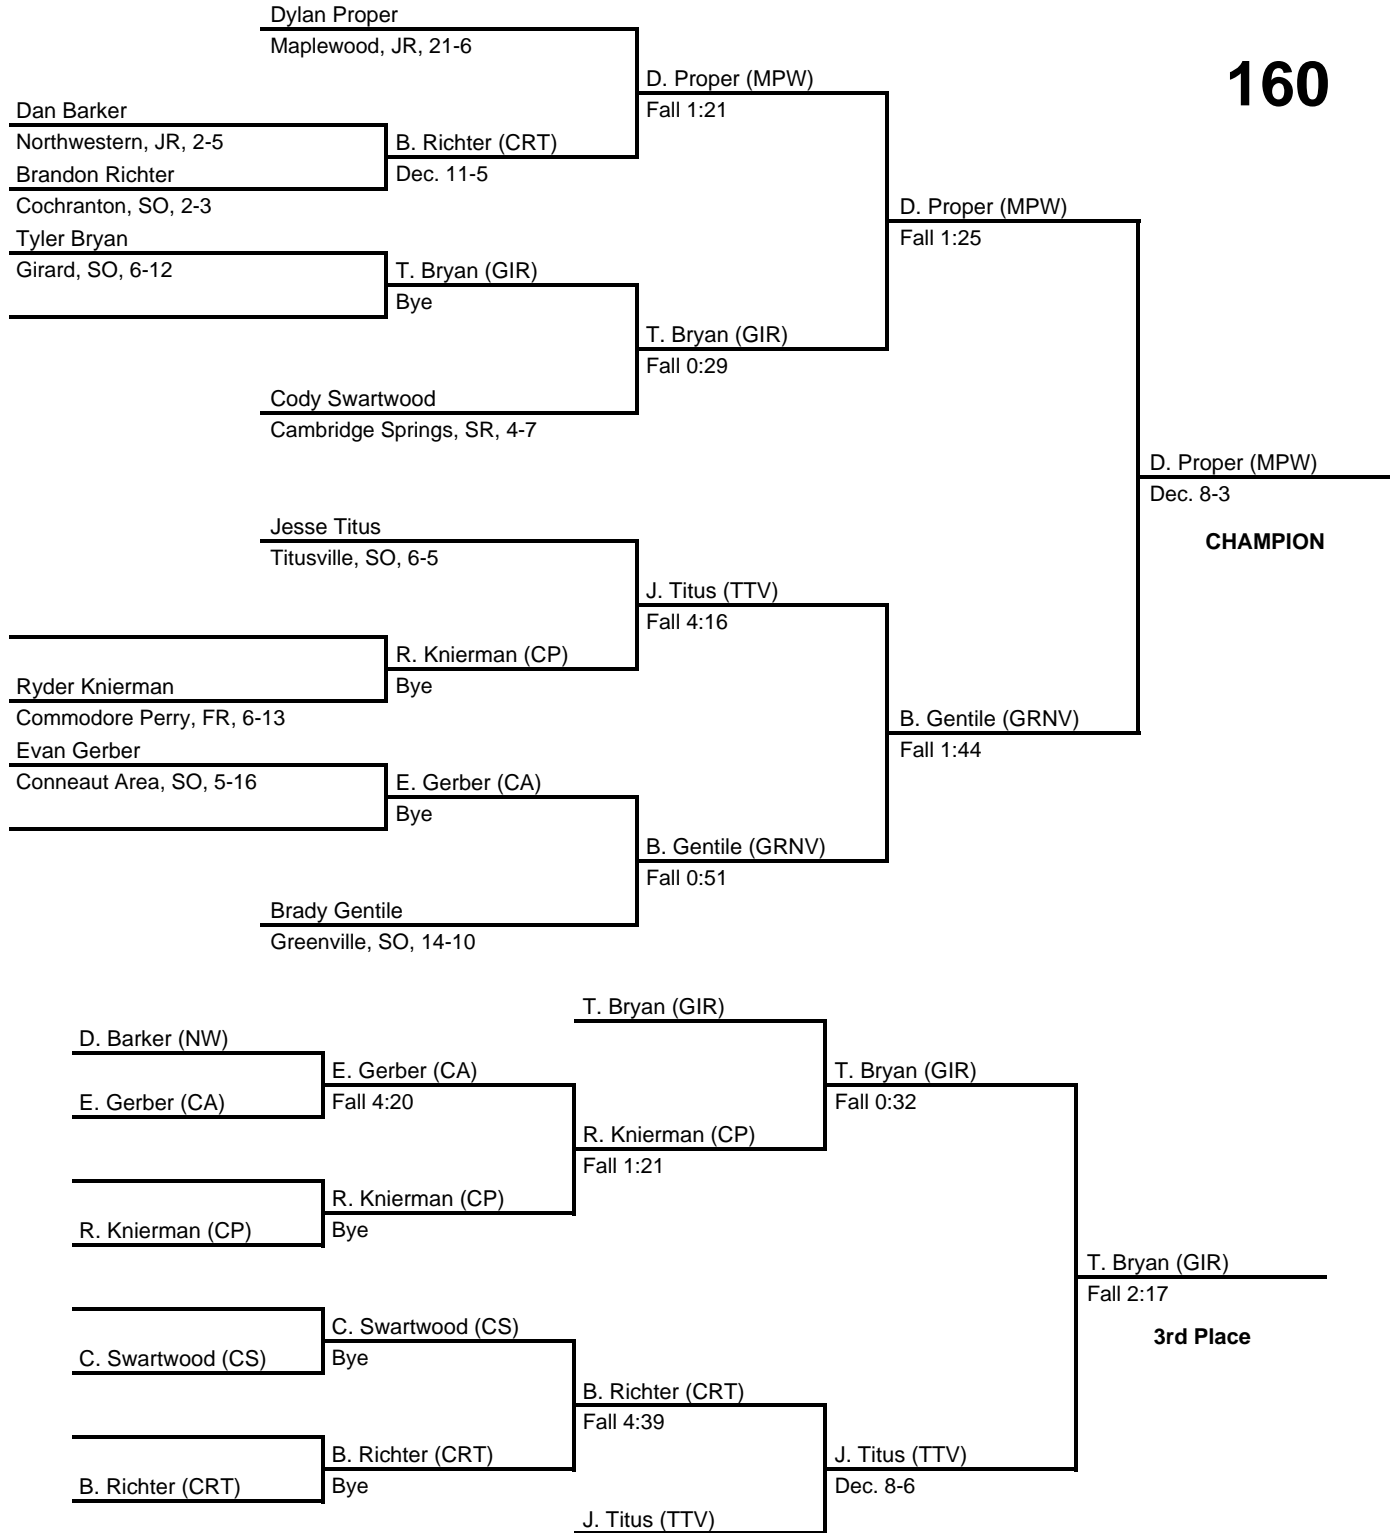 Dylan Proper
Maplewood, JR, 21-6
160
D. Proper (MPW)
Fall 1:21
Dan Barker
Northwestern, JR, 2-5
B. Richter (CRT)
Dec. 11-5
Brandon Richter
Cochranton, SO, 2-3
D. Proper (MPW)
Fall 1:25
Tyler Bryan
Girard, SO, 6-12
T. Bryan (GIR)
Bye
T. Bryan (GIR)
Fall 0:29
Cody Swartwood
Cambridge Springs, SR, 4-7
D. Proper (MPW)
Dec. 8-3
CHAMPION
Jesse Titus
Titusville, SO, 6-5
J. Titus (TTV)
Fall 4:16
R. Knierman (CP)
Bye
Ryder Knierman
Commodore Perry, FR, 6-13
B. Gentile (GRNV)
Fall 1:44
Evan Gerber
Conneaut Area, SO, 5-16
E. Gerber (CA)
Bye
B. Gentile (GRNV)
Fall 0:51
Brady Gentile
Greenville, SO, 14-10
T. Bryan (GIR)
D. Barker (NW)
E. Gerber (CA)
Fall 4:20
E. Gerber (CA)
T. Bryan (GIR)
Fall 0:32
R. Knierman (CP)
Fall 1:21
R. Knierman (CP)
Bye
R. Knierman (CP)
T. Bryan (GIR)
Fall 2:17
3rd Place
C. Swartwood (CS)
Bye
C. Swartwood (CS)
B. Richter (CRT)
Fall 4:39
B. Richter (CRT)
Bye
B. Richter (CRT)
J. Titus (TTV)
Dec. 8-6
J. Titus (TTV)